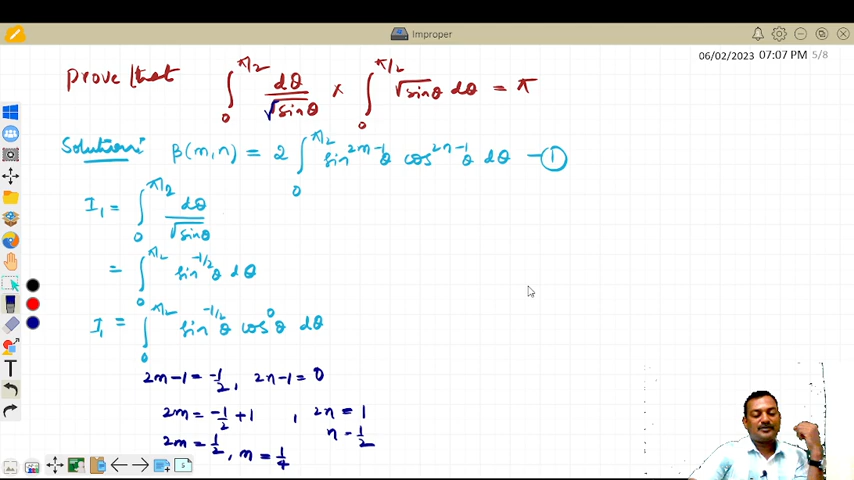 Improper
06/02/2023 07:07 PM 5/8
Prove that ∫₀^(π/2) dθ/√sinθ × ∫₀^(π/2) √sinθ dθ = π
Solution: β(m,n) = 2 ∫₀^(π/2) sin^(2m-1)θ cos^(2n-1)θ dθ —①
I₁ = ∫₀^(π/2) dθ/√sinθ
= ∫₀^(π/2) sin^(-1/2)θ dθ
I₁ = ∫₀^(π/2) sin^(-1/2)θ cos⁰θ dθ
2m-1 = -1/2, 2n-1 = 0
2m = -1/2 + 1, 2n = 1
n = 1/2
2m = 1/2, m = 1/4